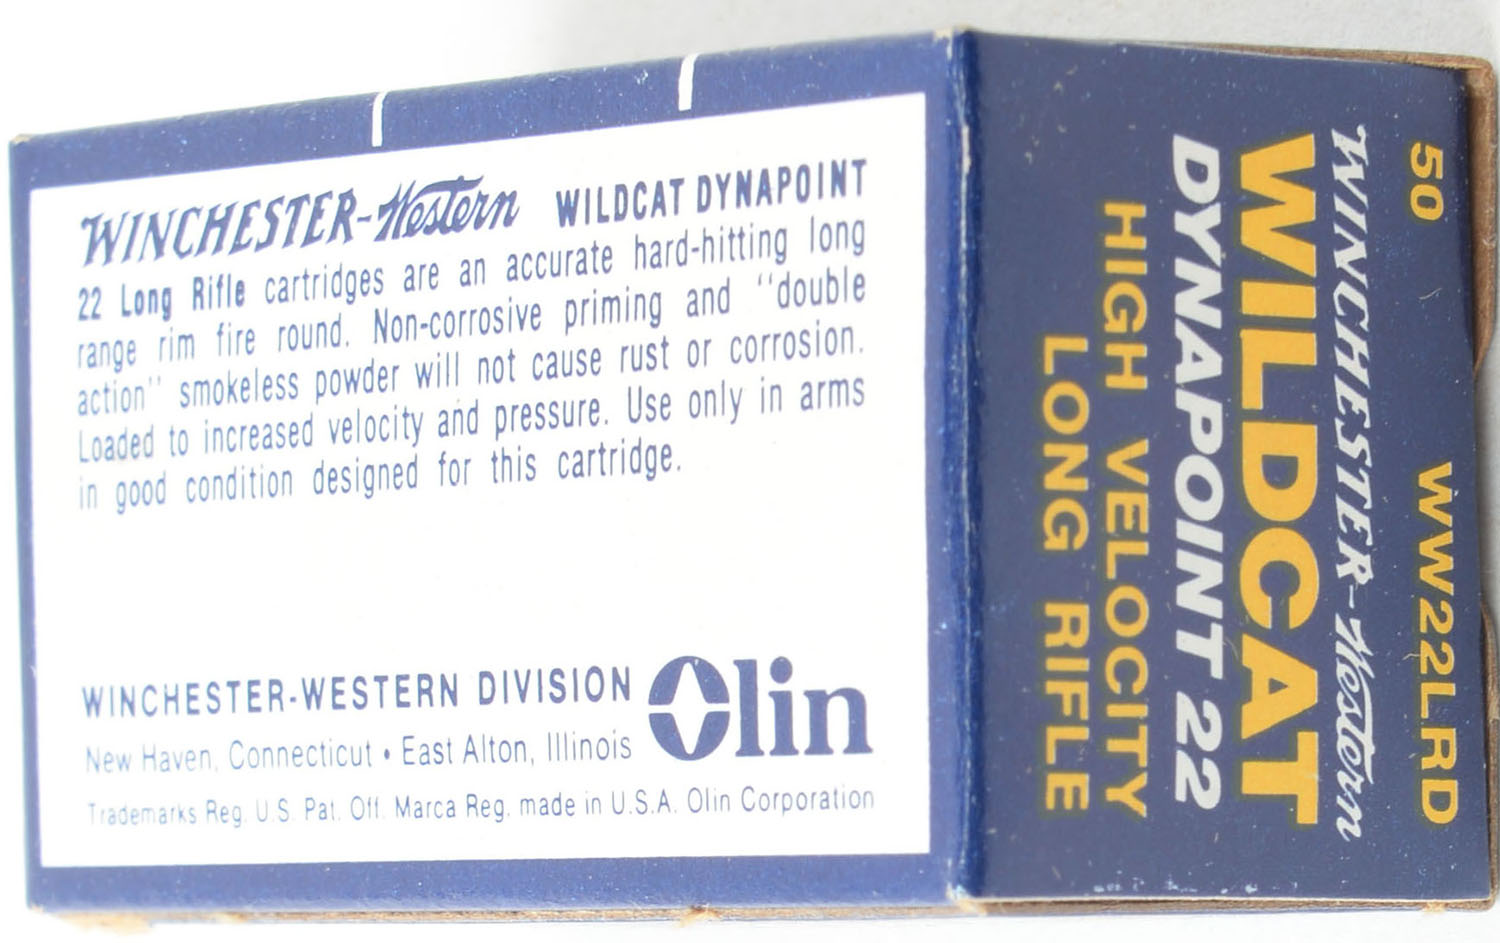 WINCHESTER-Western WILDCAT DYNAPOINT
22 Long Rifle cartridges are an accurate hard-hitting long
range rim fire round. Non-corrosive priming and "double
action" smokeless powder will not cause rust or corrosion.
Loaded to increased velocity and pressure. Use only in arms
in good condition designed for this cartridge.
WINCHESTER-WESTERN DIVISION
New Haven, Connecticut • East Alton, Illinois
Olin
Trademarks Reg. U.S. Pat. Off. Marca Reg. made in U.S.A. Olin Corporation
50 WW22LRD
WINCHESTER-Western
WILDCAT
DYNAPOINT 22
HIGH VELOCITY
LONG RIFLE